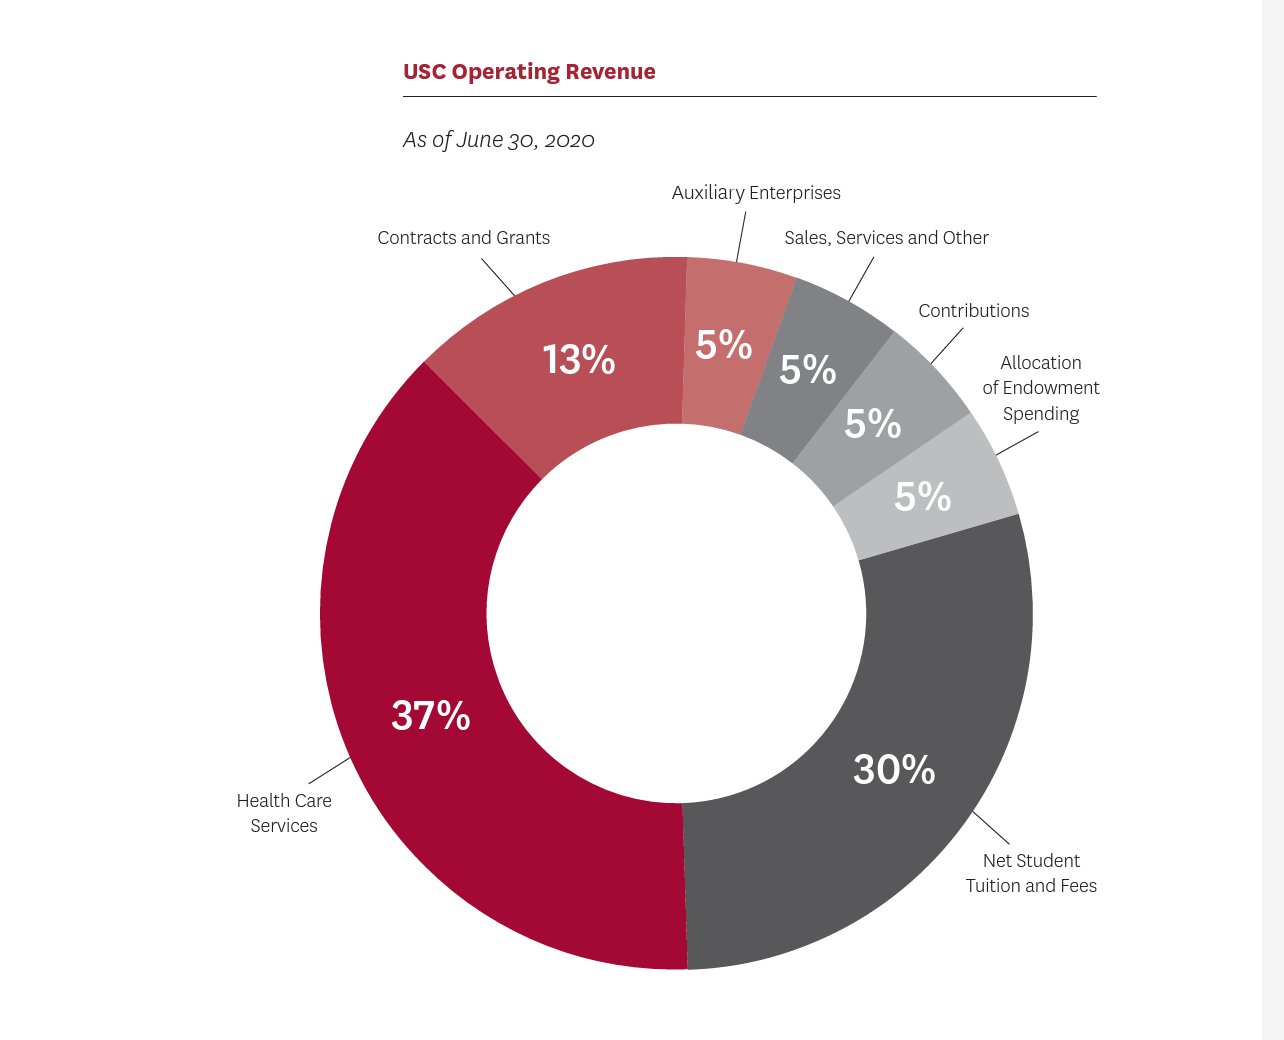 USC Operating Revenue
As of June 30, 2020
Auxiliary Enterprises
Contracts and Grants
Sales, Services and Other
Contributions
Allocation
of Endowment
Spending
13%
5%
5%
5%
5%
37%
30%
Health Care
Services
Net Student
Tuition and Fees